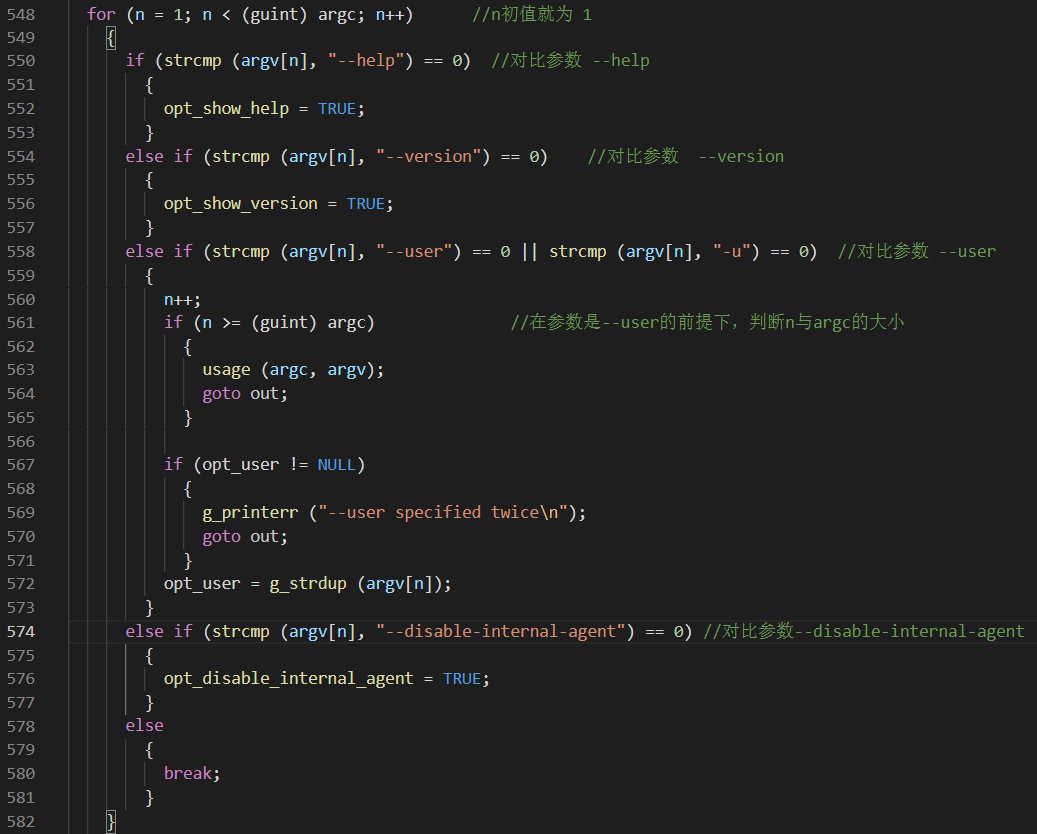 548 for (n = 1; n < (guint) argc; n++) //n初值就为 1
549 {
550 if (strcmp (argv[n], "--help") == 0) //对比参数 --help
551 {
552 opt_show_help = TRUE;
553 }
554 else if (strcmp (argv[n], "--version") == 0) //对比参数 --version
555 {
556 opt_show_version = TRUE;
557 }
558 else if (strcmp (argv[n], "--user") == 0 || strcmp (argv[n], "-u") == 0) //对比参数 --user
559 {
560 n++;
561 if (n >= (guint) argc) //在参数是--user的前提下，判断n与argc的大小
562 {
563 usage (argc, argv);
564 goto out;
565 }
566
567 if (opt_user != NULL)
568 {
569 g_printerr ("--user specified twice\n");
570 goto out;
571 }
572 opt_user = g_strdup (argv[n]);
573 }
574 else if (strcmp (argv[n], "--disable-internal-agent") == 0) //对比参数--disable-internal-agent
575 {
576 opt_disable_internal_agent = TRUE;
577 }
578 else
579 {
580 break;
581 }
582 }